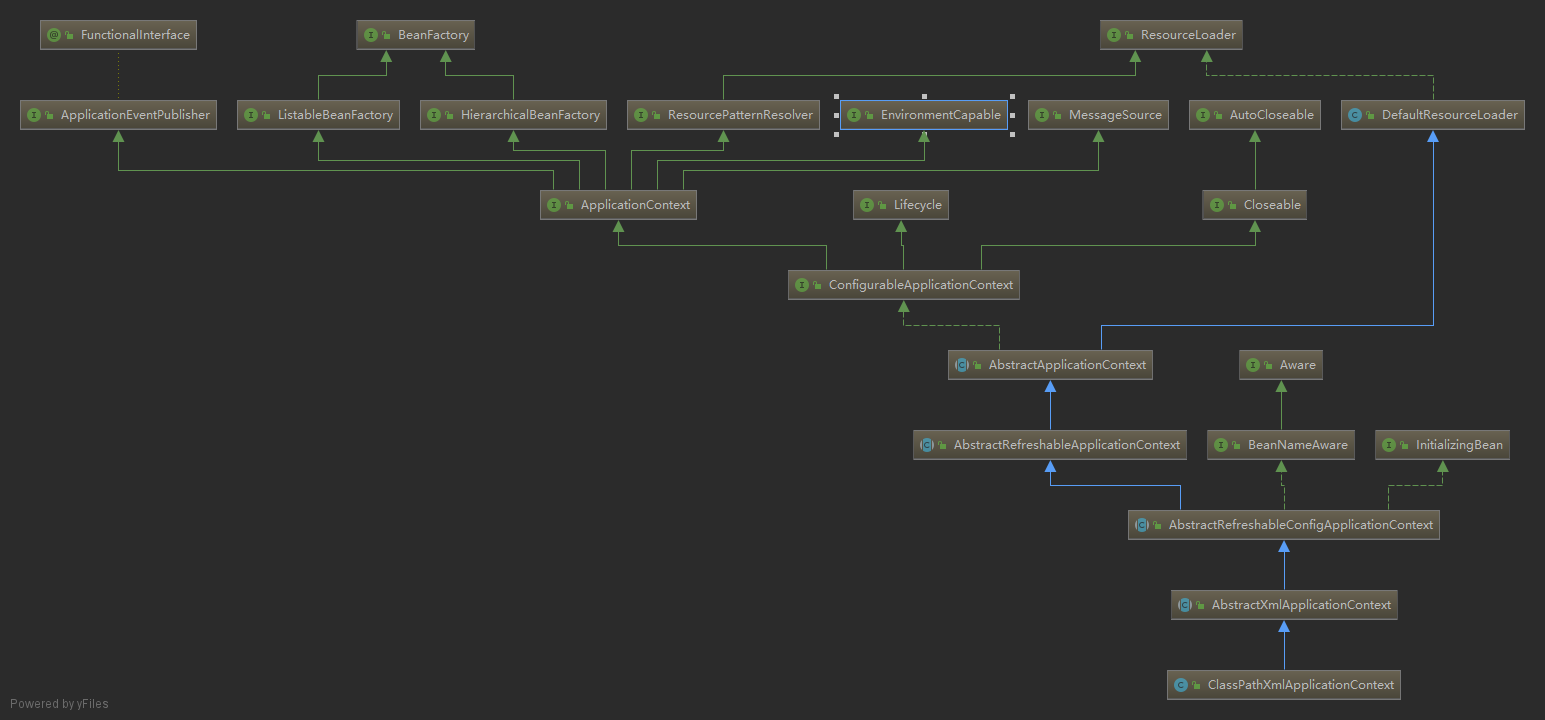 FunctionalInterface
BeanFactory
ResourceLoader
ApplicationEventPublisher
ListableBeanFactory
HierarchicalBeanFactory
ResourcePatternResolver
EnvironmentCapable
MessageSource
AutoCloseable
DefaultResourceLoader
ApplicationContext
Lifecycle
Closeable
ConfigurableApplicationContext
AbstractApplicationContext
Aware
AbstractRefreshableApplicationContext
BeanNameAware
InitializingBean
AbstractRefreshableConfigApplicationContext
AbstractXmlApplicationContext
ClassPathXmlApplicationContext
Powered by yFiles